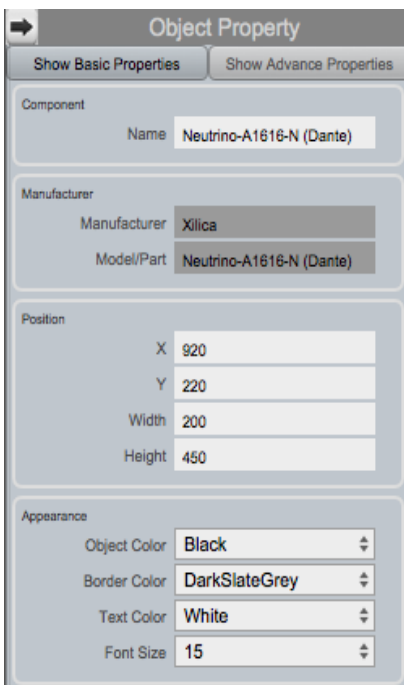 Object Property
Show Basic Properties Show Advance Properties
Component
Name Neutrino-A1616-N (Dante)
Manufacturer
Manufacturer Xilica
Model/Part Neutrino-A1616-N (Dante)
Position
X 920
Y 220
Width 200
Height 450
Appearance
Object Color Black
Border Color DarkSlateGrey
Text Color White
Font Size 15